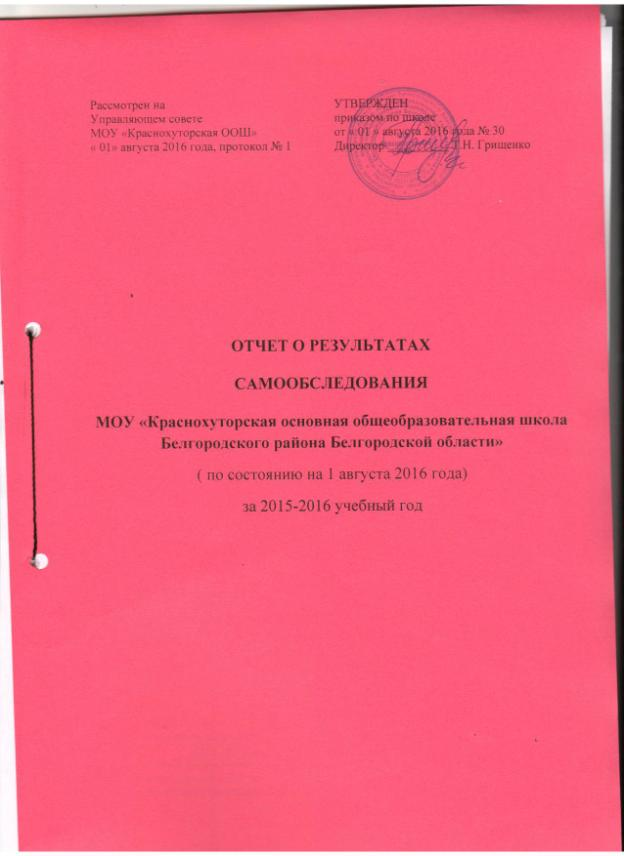 Рассмотрен на
Управляющем совете
МОУ «Краснохуторская ООШ»
« 01» августа 2016 года, протокол № 1
УТВЕРЖДЕН
приказом по школе
от « 01 » августа 2016 года № 30
Директор Г.Н. Грищенко
ОТЧЕТ О РЕЗУЛЬТАТАХ
САМООБСЛЕДОВАНИЯ
МОУ «Краснохуторская основная общеобразовательная школа
Белгородского района Белгородской области»
( по состоянию на 1 августа 2016 года)
за 2015-2016 учебный год